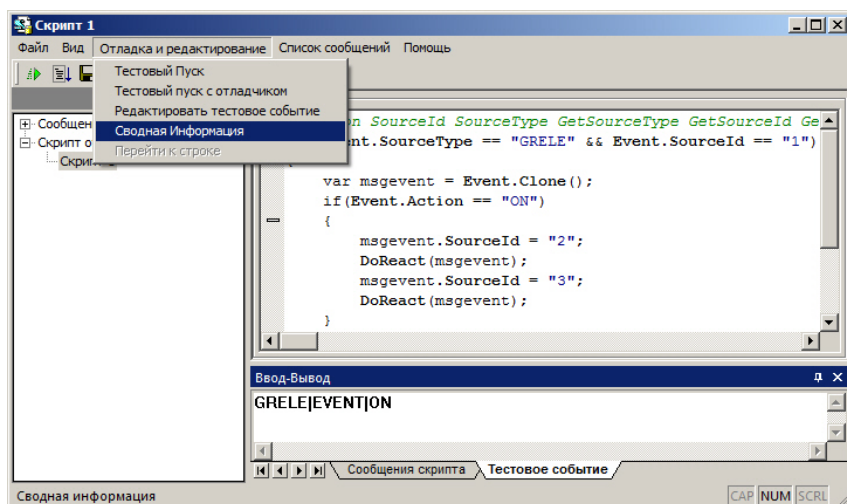 Скрипт 1
Файл Вид Отладка и редактирование Список сообщений Помощь
Тестовый Пуск
Тестовый пуск с отладчиком
Редактировать тестовое событие
Сводная Информация
Перейти к строке
Сообщен
Скрипт о
Скри
SourceId SourceType GetSourceType GetSourceId Ge
nt.SourceType == "GRELE" && Event.SourceId == "1")
var msgevent = Event.Clone();
if(Event.Action == "ON")
{
msgevent.SourceId = "2";
DoReact(msgevent);
msgevent.SourceId = "3";
DoReact(msgevent);
}
Ввод-Вывод
GRELE|EVENT|ON
Сообщения скрипта Тестовое событие
Сводная информация
CAP NUM SCRL